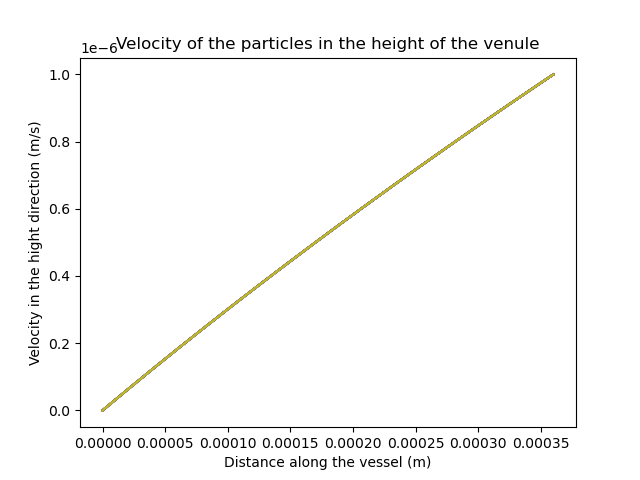 Velocity of the particles in the height of the venule
1e−6
1.0
0.8
0.6
0.4
0.2
0.0
Velocity in the hight direction (m/s)
0.00000 0.00005 0.00010 0.00015 0.00020 0.00025 0.00030 0.00035
Distance along the vessel (m)